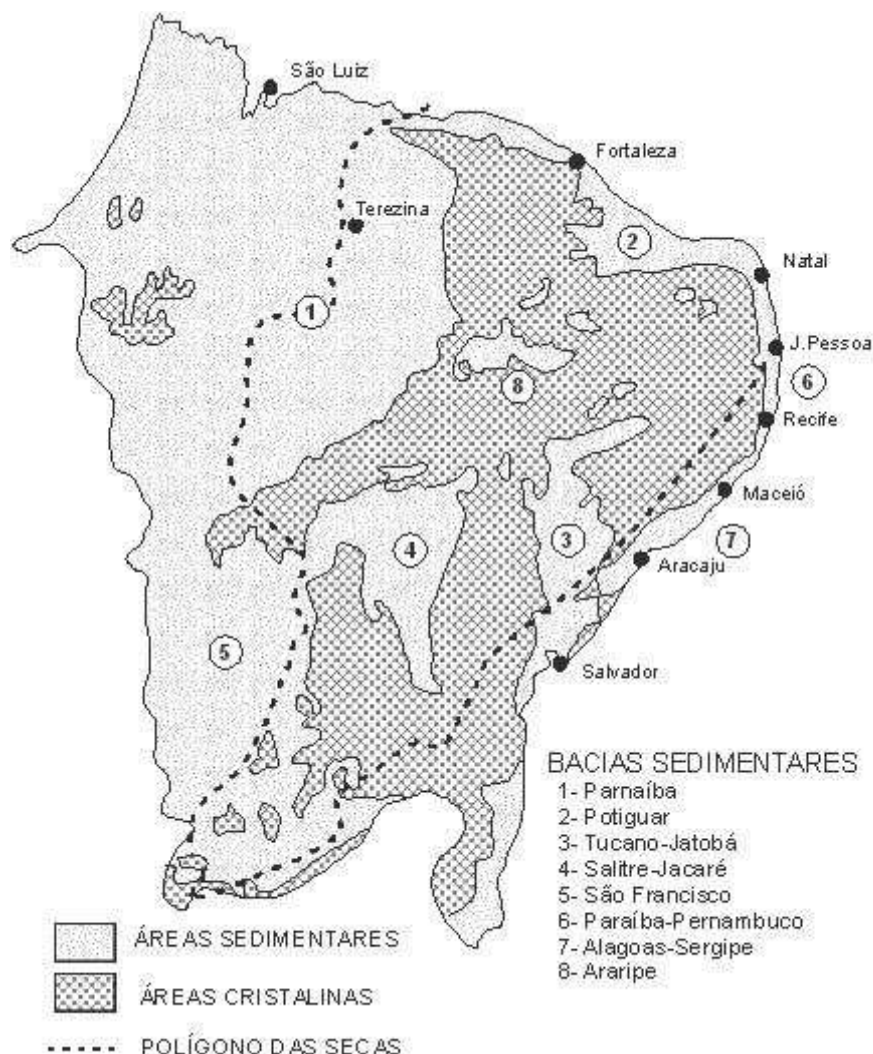 São Luiz
Fortaleza
Terezina
2
Natal
1
J.Pessoa
8
6
Recife
Maceió
4
3
7
Aracaju
5
Salvador
BACIAS SEDIMENTARES
1- Parnaíba
2- Potiguar
3- Tucano-Jatobá
4- Salitre-Jacaré
5- São Francisco
6- Paraíba-Pernambuco
7- Alagoas-Sergipe
8- Araripe
ÁREAS SEDIMENTARES
ÁREAS CRISTALINAS
POLÍGONO DAS SECAS